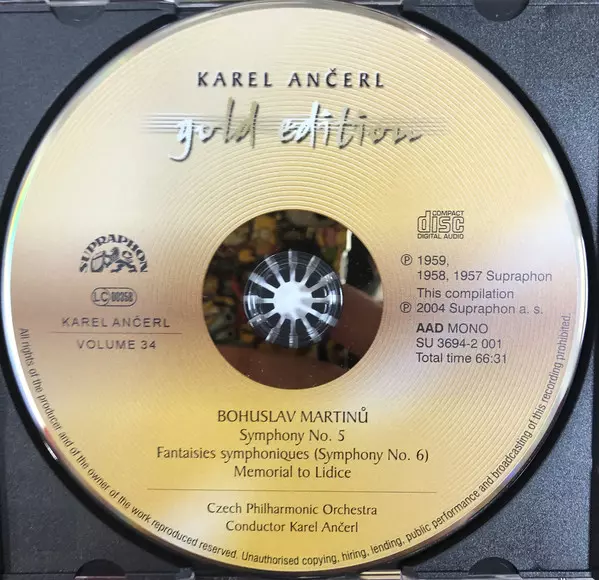 KAREL ANČERL
gold edition
SUPRAPHON
LC 00358
KAREL ANČERL
VOLUME 34
COMPACT
disc
DIGITAL AUDIO
℗ 1959,
1958, 1957 Supraphon
This compilation
℗ 2004 Supraphon a. s.
AAD MONO
SU 3694-2 001
Total time 66:31
BOHUSLAV MARTINŮ
Symphony No. 5
Fantaisies symphoniques (Symphony No. 6)
Memorial to Lidice
Czech Philharmonic Orchestra
Conductor Karel Ančerl
All rights of the producer and of the owner of the work reproduced reserved. Unauthorised copying, hiring, lending, public performance and broadcasting of this recording prohibited.